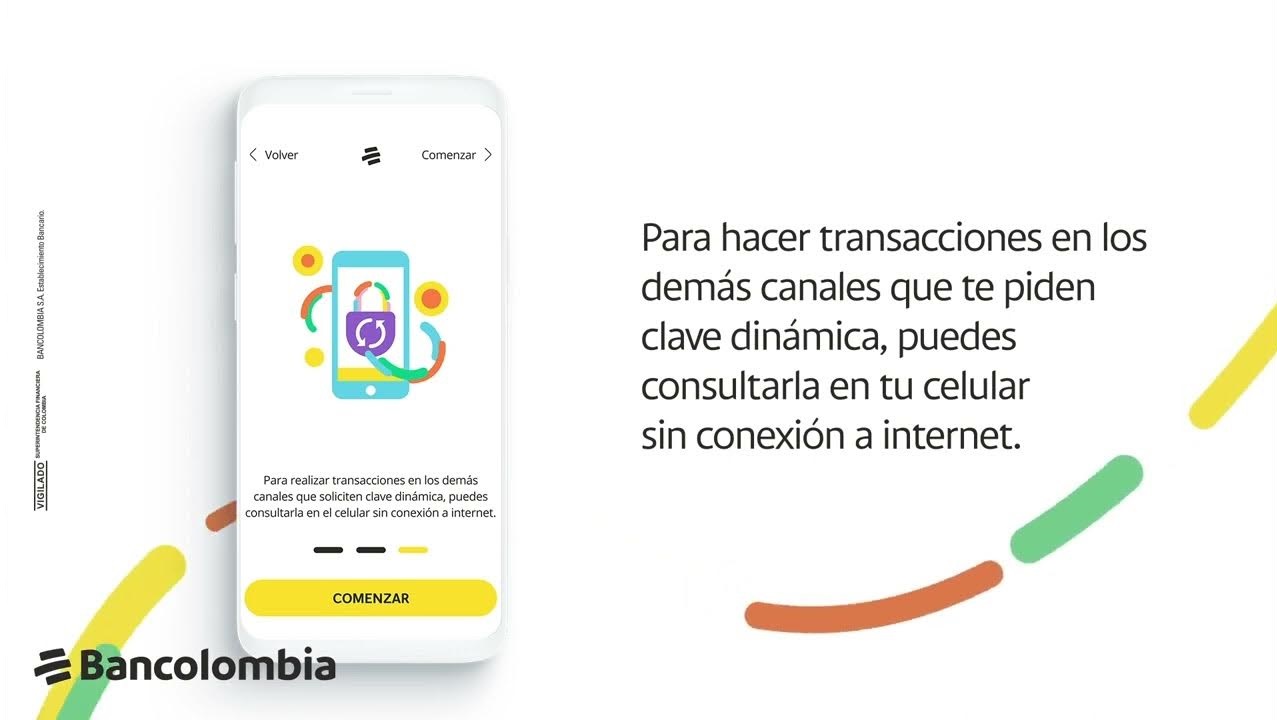 BANCOLOMBIA S.A. Establecimiento Bancario.
SUPERINTENDENCIA FINANCIERA
DE COLOMBIA
VIGILADO
Volver
Comenzar
Para realizar transacciones en los demás
canales que soliciten clave dinámica, puedes
consultarla en el celular sin conexión a internet.
COMENZAR
Para hacer transacciones en los
demás canales que te piden
clave dinámica, puedes
consultarla en tu celular
sin conexión a internet.
Bancolombia